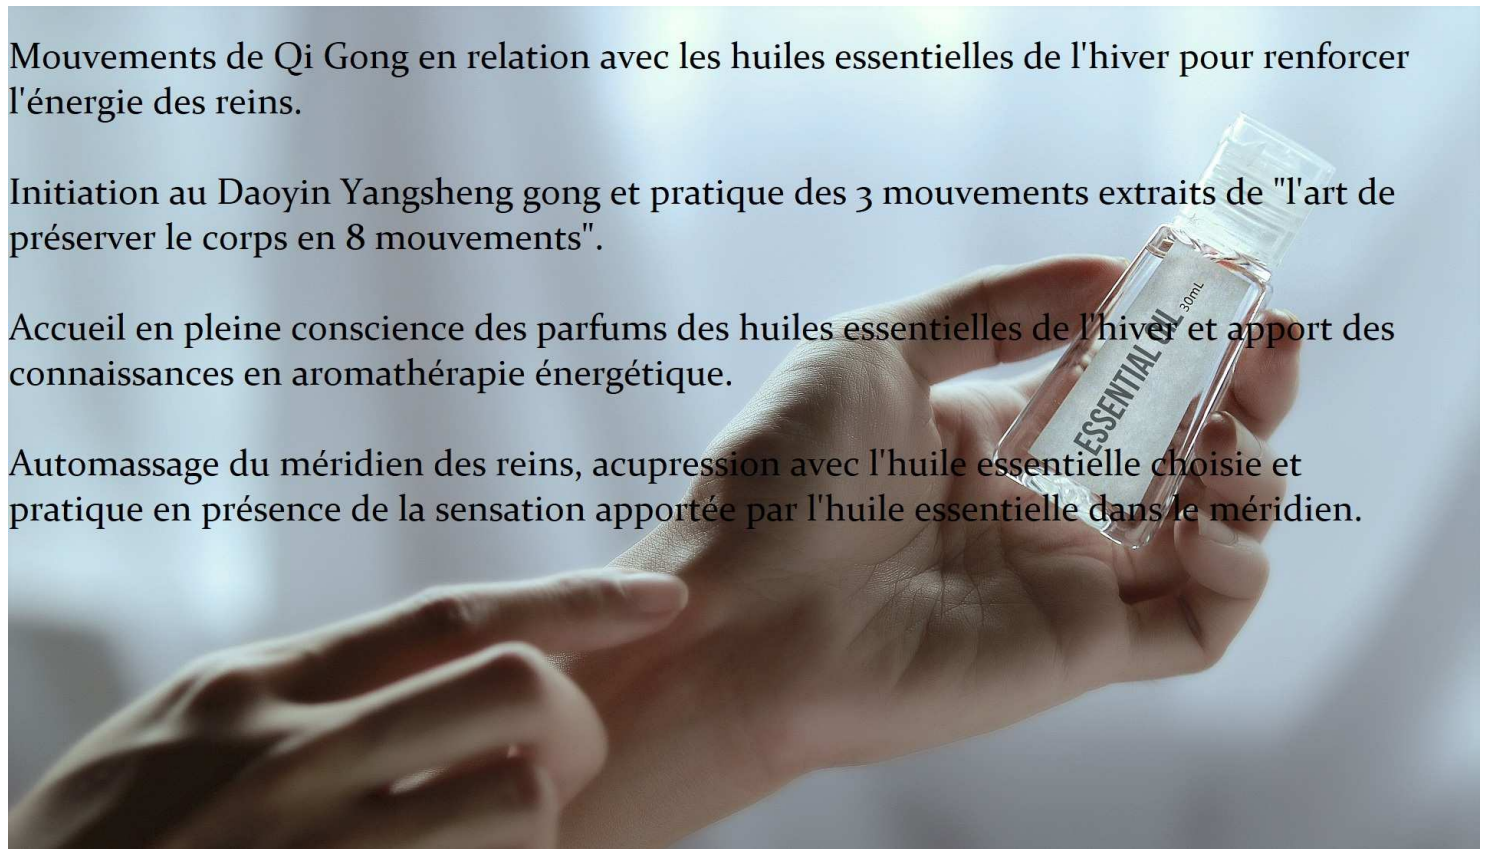 Mouvements de Qi Gong en relation avec les huiles essentielles de l'hiver pour renforcer
l'énergie des reins.
Initiation au Daoyin Yangsheng gong et pratique des 3 mouvements extraits de "l'art de
préserver le corps en 8 mouvements".
Accueil en pleine conscience des parfums des huiles essentielles de l'hiver et apport des
connaissances en aromathérapie énergétique.
Automassage du méridien des reins, acupression avec l'huile essentielle choisie et
pratique en présence de la sensation apportée par l'huile essentielle dans le méridien.
ESSENTIAL OIL 30mL